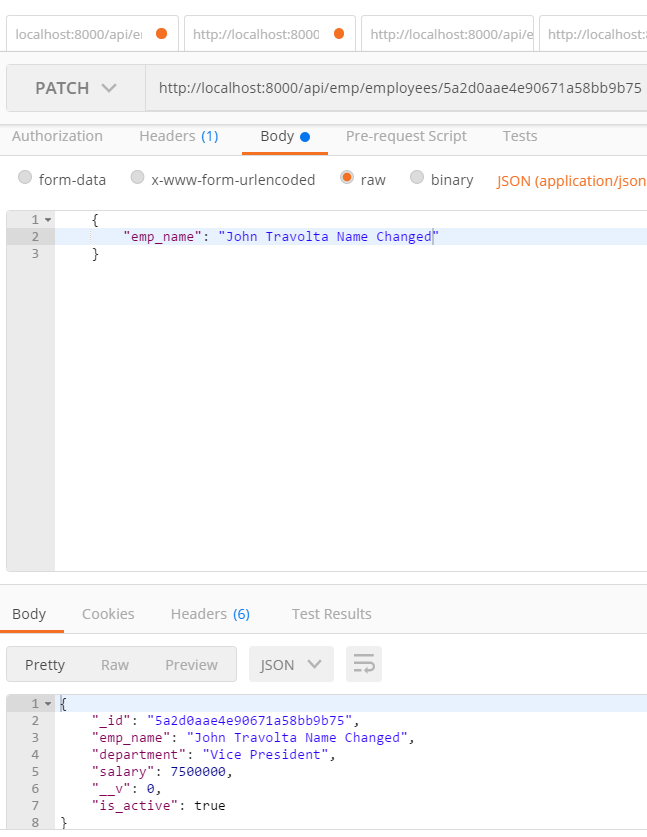 localhost:8000/api/e
http://localhost:8000
http://localhost:8000/api/e
http://localhost:
PATCH http://localhost:8000/api/emp/employees/5a2d0aae4e90671a58bb9b75
Authorization Headers (1) Body Pre-request Script Tests
form-data x-www-form-urlencoded raw binary JSON (application/json
1 {
2 "emp_name": "John Travolta Name Changed"
3 }
Body Cookies Headers (6) Test Results
Pretty Raw Preview JSON
1 {
2 "_id": "5a2d0aae4e90671a58bb9b75",
3 "emp_name": "John Travolta Name Changed",
4 "department": "Vice President",
5 "salary": 7500000,
6 "__v": 0,
7 "is_active": true
8 }